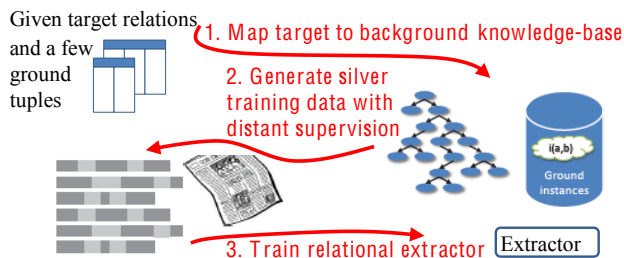 Given target relations
and a few
ground
tuples
1. Map target to background knowledge-base
2. Generate silver
training data with
distant supervision
i(a,b)
Ground
instances
3. Train relational extractor
Extractor